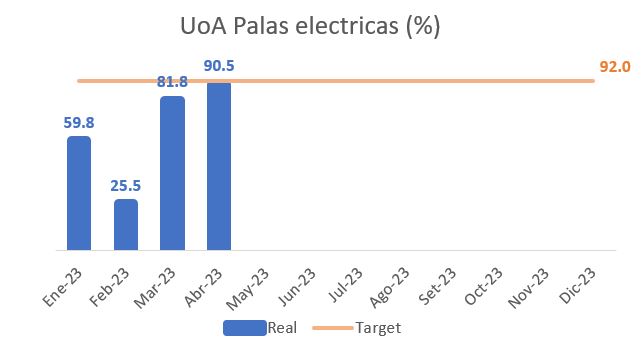 UoA Palas electricas (%)
92.0
90.5
81.8
59.8
25.5
Ene-23
Feb-23
Mar-23
Abr-23
May-23
Jun-23
Jul-23
Ago-23
Set-23
Oct-23
Nov-23
Dic-23
Real
Target